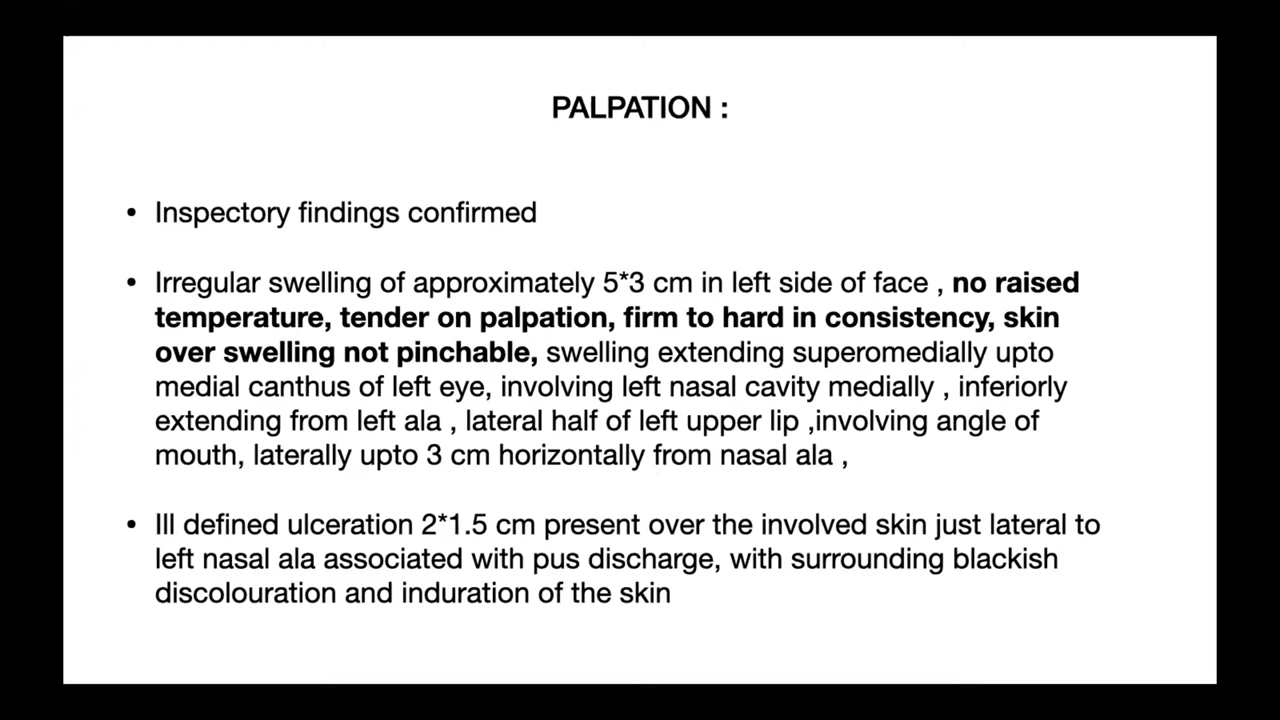 PALPATION :
• Inspectory findings confirmed
• Irregular swelling of approximately 5*3 cm in left side of face , no raised
temperature, tender on palpation, firm to hard in consistency, skin
over swelling not pinchable, swelling extending superomedially upto
medial canthus of left eye, involving left nasal cavity medially , inferiorly
extending from left ala , lateral half of left upper lip ,involving angle of
mouth, laterally upto 3 cm horizontally from nasal ala ,
• Ill defined ulceration 2*1.5 cm present over the involved skin just lateral to
left nasal ala associated with pus discharge, with surrounding blackish
discolouration and induration of the skin